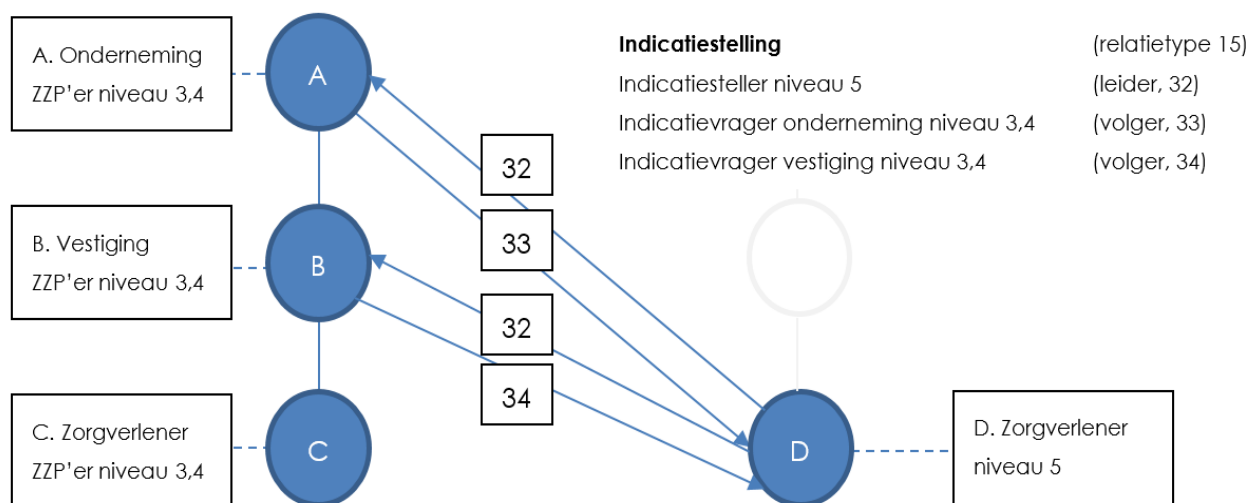 A. Onderneming
ZZP'er niveau 3,4
A
Indicatiestelling (relatietype 15)
Indicatiesteller niveau 5 (leider, 32)
Indicatievrager onderneming niveau 3,4 (volger, 33)
Indicatievrager vestiging niveau 3,4 (volger, 34)
32
33
B. Vestiging
ZZP'er niveau 3,4
B
32
34
C. Zorgverlener
ZZP'er niveau 3,4
C
D
D. Zorgverlener
niveau 5